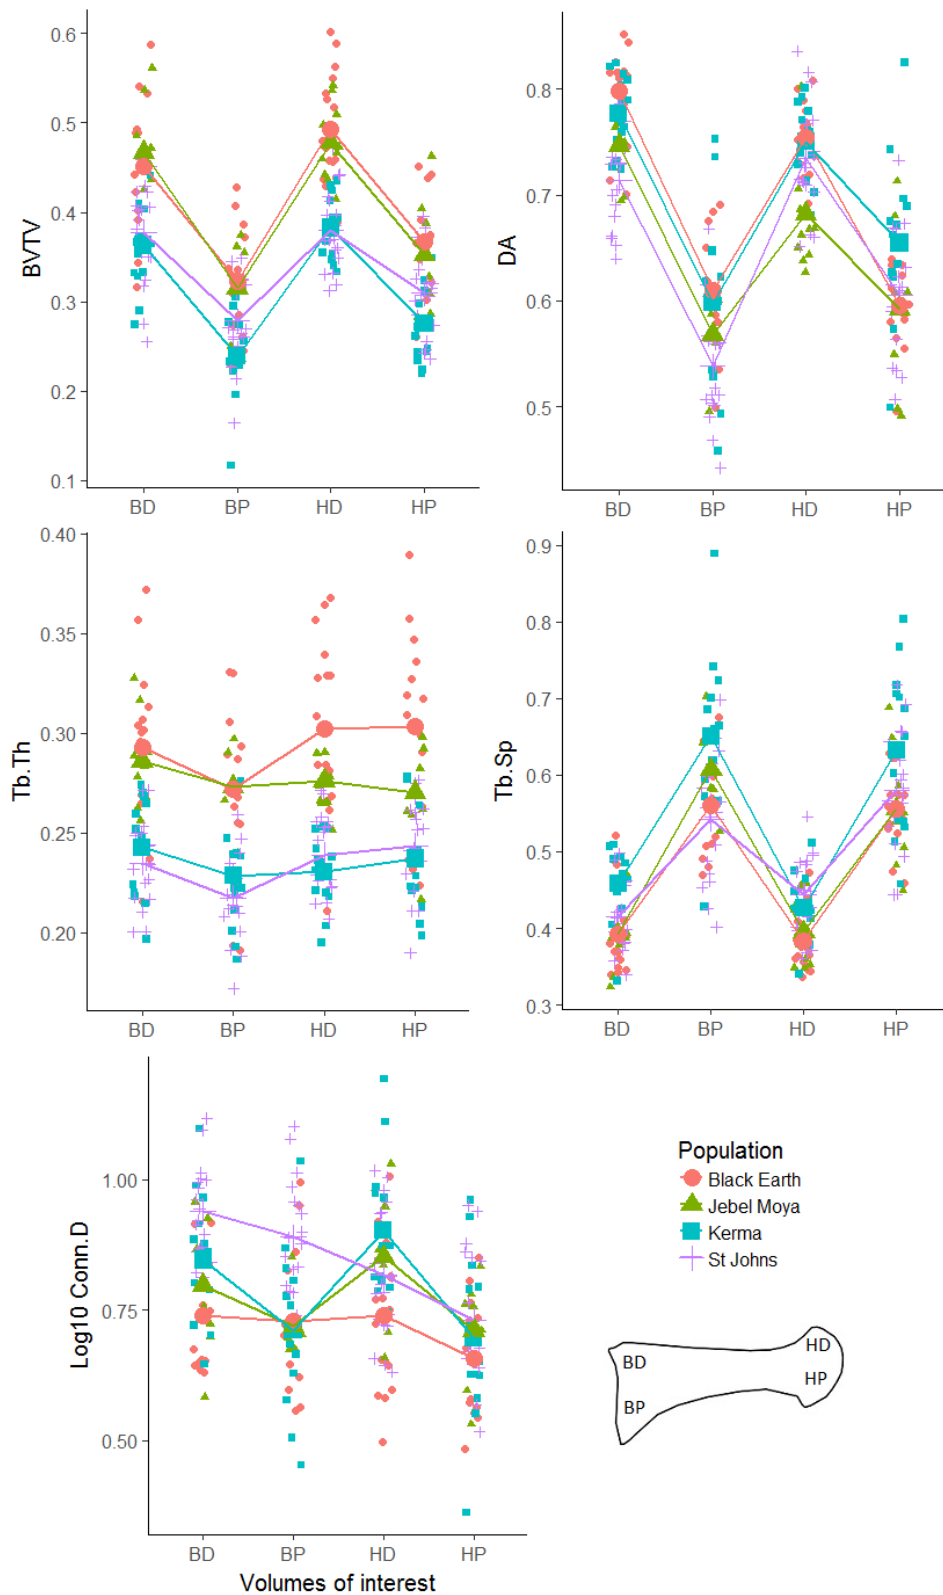 BVTV
0.6
0.5
0.4
0.3
0.2
0.1
BD BP HD HP
DA
0.8
0.7
0.6
0.5
BD BP HD HP
Tb.Th
0.40
0.35
0.30
0.25
0.20
BD BP HD HP
Tb.Sp
0.9
0.8
0.7
0.6
0.5
0.4
0.3
BD BP HD HP
Log10 Conn.D
1.00
0.75
0.50
BD BP HD HP
Volumes of interest
Population
Black Earth
Jebel Moya
Kerma
St Johns
HD
BD
HP
BP